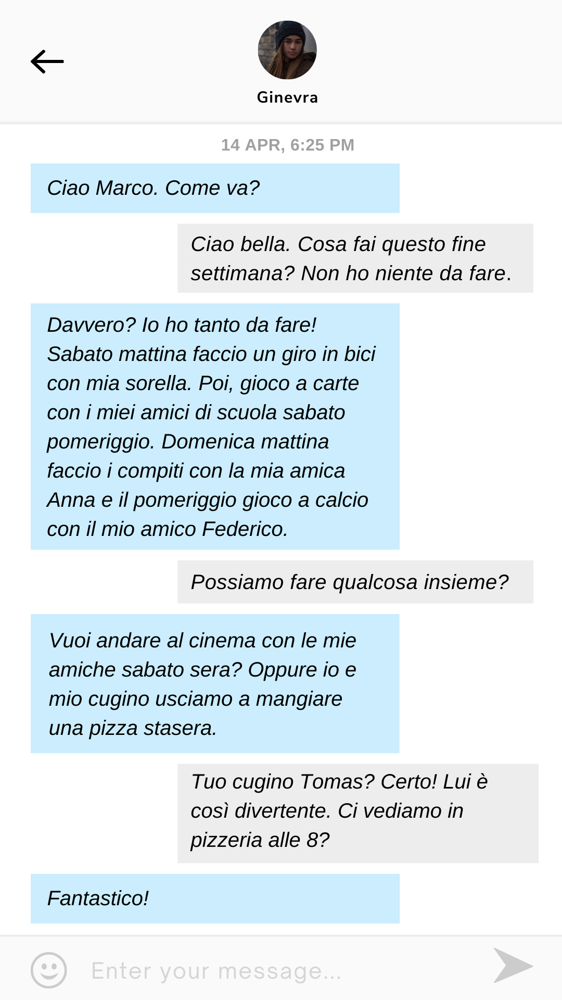 Ginevra
14 APR, 6:25 PM
Ciao Marco. Come va?
Ciao bella. Cosa fai questo fine
settimana? Non ho niente da fare.
Davvero? Io ho tanto da fare!
Sabato mattina faccio un giro in bici
con mia sorella. Poi, gioco a carte
con i miei amici di scuola sabato
pomeriggio. Domenica mattina
faccio i compiti con la mia amica
Anna e il pomeriggio gioco a calcio
con il mio amico Federico.
Possiamo fare qualcosa insieme?
Vuoi andare al cinema con le mie
amiche sabato sera? Oppure io e
mio cugino usciamo a mangiare
una pizza stasera.
Tuo cugino Tomas? Certo! Lui è
così divertente. Ci vediamo in
pizzeria alle 8?
Fantastico!
Enter your message...